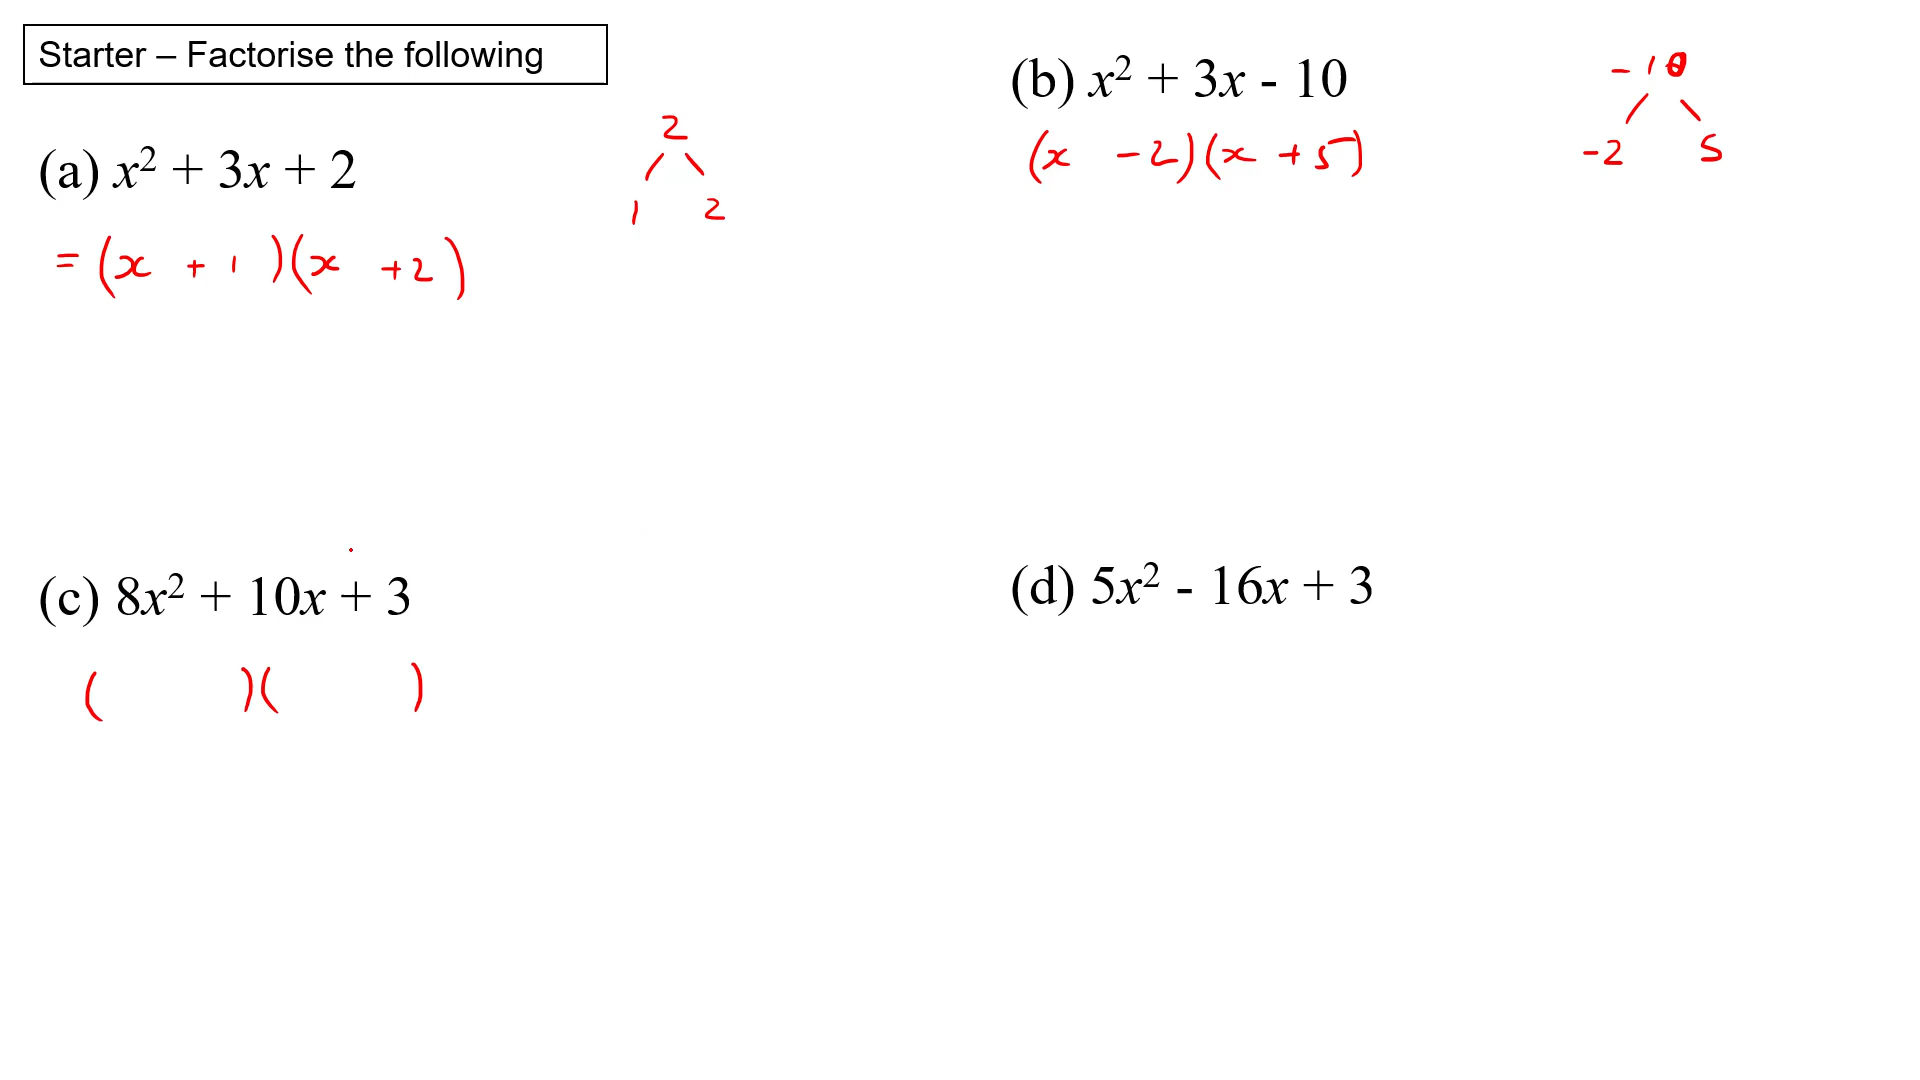 Starter – Factorise the following
(a) x² + 3x + 2
2
1 2
= (x + 1)(x + 2)
(b) x² + 3x - 10
-10
-2 5
(x - 2)(x + 5)
(c) 8x² + 10x + 3
( )( )
(d) 5x² - 16x + 3